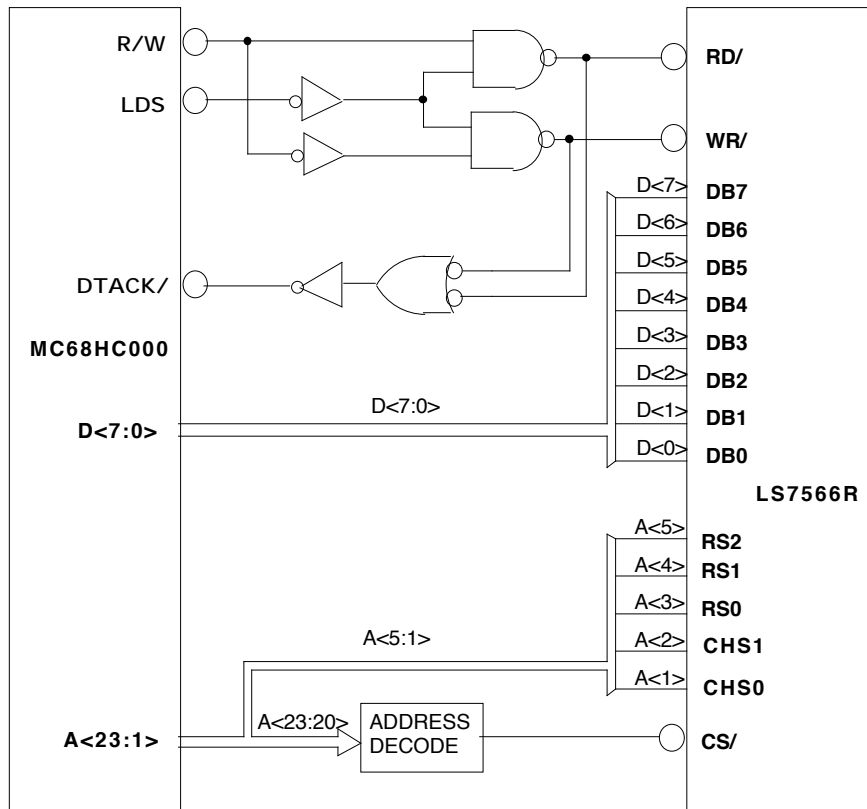 R/W
LDS
DTACK/
MC68HC000
D<7:0>
A<23:1>
D<7:0>
A<5:1>
A<23:20>
ADDRESS
DECODE
RD/
WR/
D<7> DB7
D<6> DB6
D<5> DB5
D<4> DB4
D<3> DB3
D<2> DB2
D<1> DB1
D<0> DB0
LS7566R
A<5> RS2
A<4> RS1
A<3> RS0
A<2> CHS1
A<1> CHS0
CS/